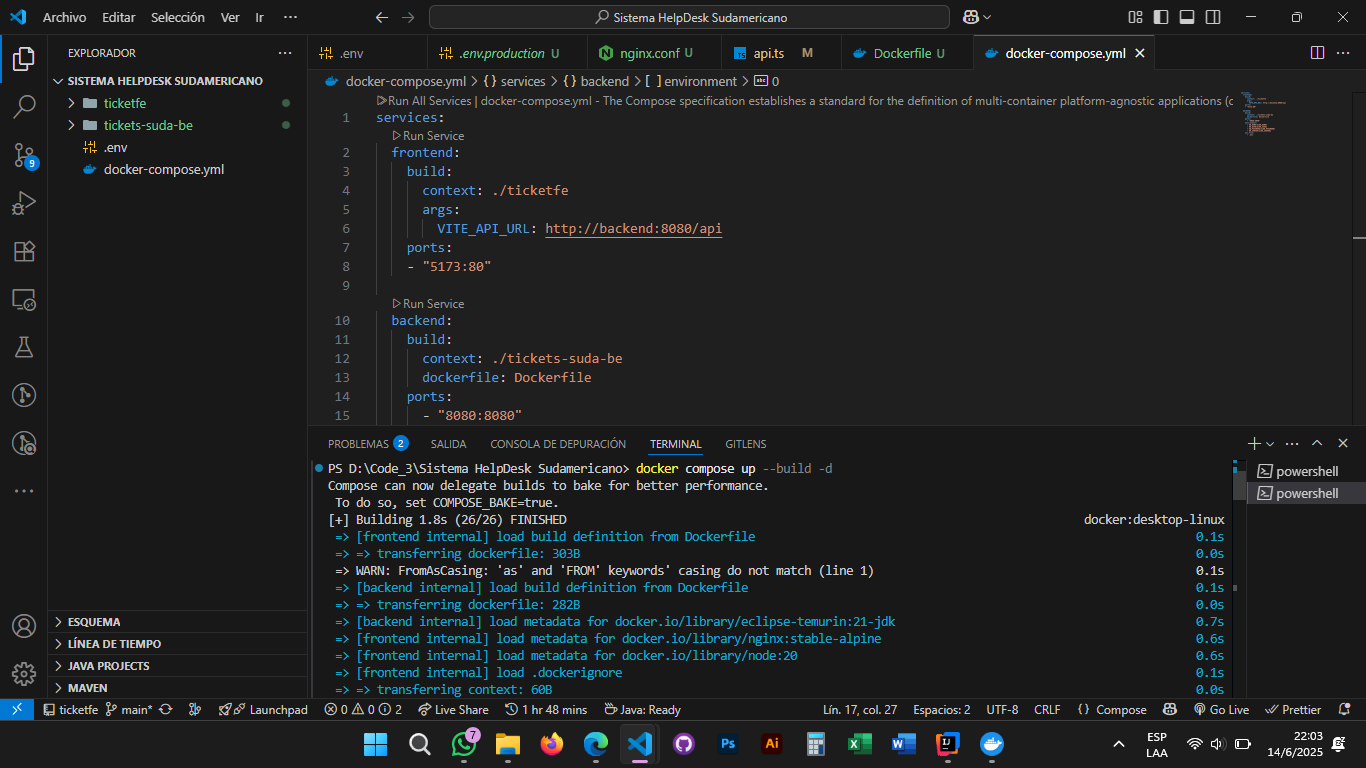 Archivo Editar Selección Ver Ir ··· Sistema HelpDesk Sudamericano
EXPLORADOR ···
SISTEMA HELPDESK SUDAMERICANO
ticketfe
tickets-suda-be
.env
docker-compose.yml
9
ESQUEMA
LÍNEA DE TIEMPO
JAVA PROJECTS
MAVEN
.env .env.production U nginx.conf U api.ts M Dockerfile U docker-compose.yml
docker-compose.yml > {} services > {} backend > [ ] environment > abc 0
Run All Services | docker-compose.yml - The Compose specification establishes a standard for the definition of multi-container platform-agnostic applications (c
1 services:
Run Service
2 frontend:
3 build:
4 context: ./ticketfe
5 args:
6 VITE_API_URL: http://backend:8080/api
7 ports:
8 - "5173:80"
9
Run Service
10 backend:
11 build:
12 context: ./tickets-suda-be
13 dockerfile: Dockerfile
14 ports:
15 - "8080:8080"
PROBLEMAS 2 SALIDA CONSOLA DE DEPURACIÓN TERMINAL GITLENS
powershell
powershell
PS D:\Code_3\Sistema HelpDesk Sudamericano> docker compose up --build -d
Compose can now delegate builds to bake for better performance.
To do so, set COMPOSE_BAKE=true.
[+] Building 1.8s (26/26) FINISHED docker:desktop-linux
=> [frontend internal] load build definition from Dockerfile 0.1s
=> => transferring dockerfile: 303B 0.0s
=> WARN: FromAsCasing: 'as' and 'FROM' keywords' casing do not match (line 1) 0.1s
=> [backend internal] load build definition from Dockerfile 0.1s
=> => transferring dockerfile: 282B 0.0s
=> [backend internal] load metadata for docker.io/library/eclipse-temurin:21-jdk 0.7s
=> [frontend internal] load metadata for docker.io/library/nginx:stable-alpine 0.6s
=> [frontend internal] load metadata for docker.io/library/node:20 0.6s
=> [frontend internal] load .dockerignore 0.1s
=> => transferring context: 60B 0.0s
ticketfe main* Launchpad 0 0 2 Live Share 1 hr 48 mins Java: Ready Lín. 17, col. 27 Espacios: 2 UTF-8 CRLF {} Compose Go Live Prettier
7 Ps Ai ESP LAA 22:03 14/6/2025